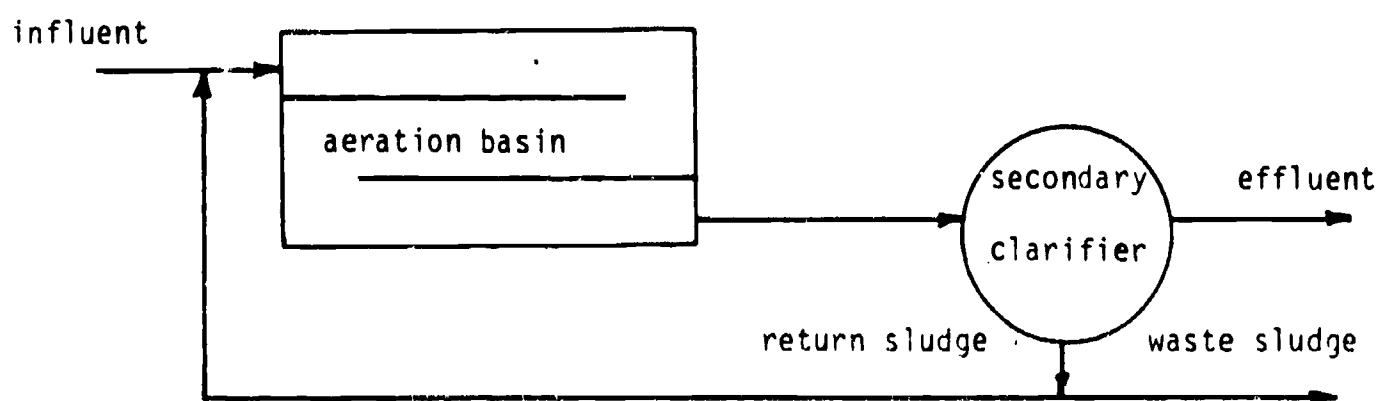 influent
aeration basin
secondary
clarifier
effluent
return sludge
waste sludge